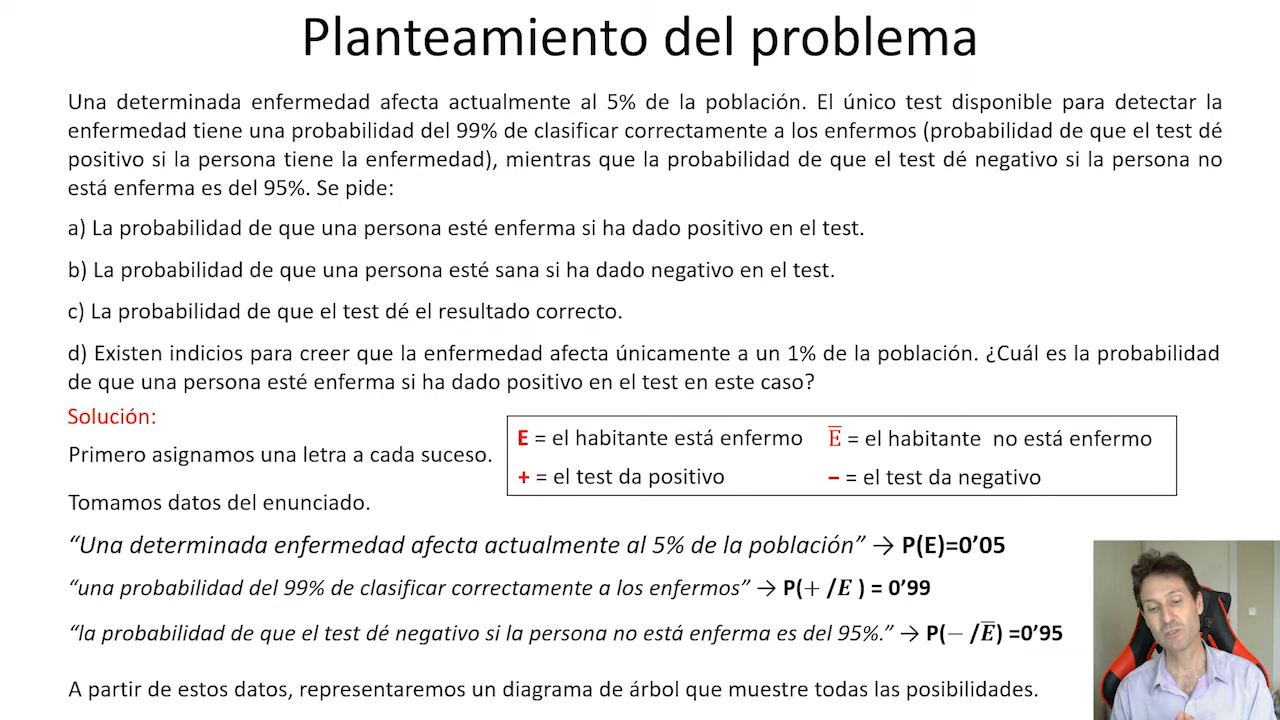 Planteamiento del problema
Una determinada enfermedad afecta actualmente al 5% de la población. El único test disponible para detectar la
enfermedad tiene una probabilidad del 99% de clasificar correctamente a los enfermos (probabilidad de que el test dé
positivo si la persona tiene la enfermedad), mientras que la probabilidad de que el test dé negativo si la persona no
está enferma es del 95%. Se pide:
a) La probabilidad de que una persona esté enferma si ha dado positivo en el test.
b) La probabilidad de que una persona esté sana si ha dado negativo en el test.
c) La probabilidad de que el test dé el resultado correcto.
d) Existen indicios para creer que la enfermedad afecta únicamente a un 1% de la población. ¿Cuál es la probabilidad
de que una persona esté enferma si ha dado positivo en el test en este caso?
Solución:
Primero asignamos una letra a cada suceso.
E = el habitante está enfermo E̅ = el habitante no está enfermo
+ = el test da positivo − = el test da negativo
Tomamos datos del enunciado.
“Una determinada enfermedad afecta actualmente al 5% de la población” → P(E)=0’05
“una probabilidad del 99% de clasificar correctamente a los enfermos” → P(+ /E ) = 0’99
“la probabilidad de que el test dé negativo si la persona no está enferma es del 95%.” → P(− /E̅) =0’95
A partir de estos datos, representaremos un diagrama de árbol que muestre todas las posibilidades.